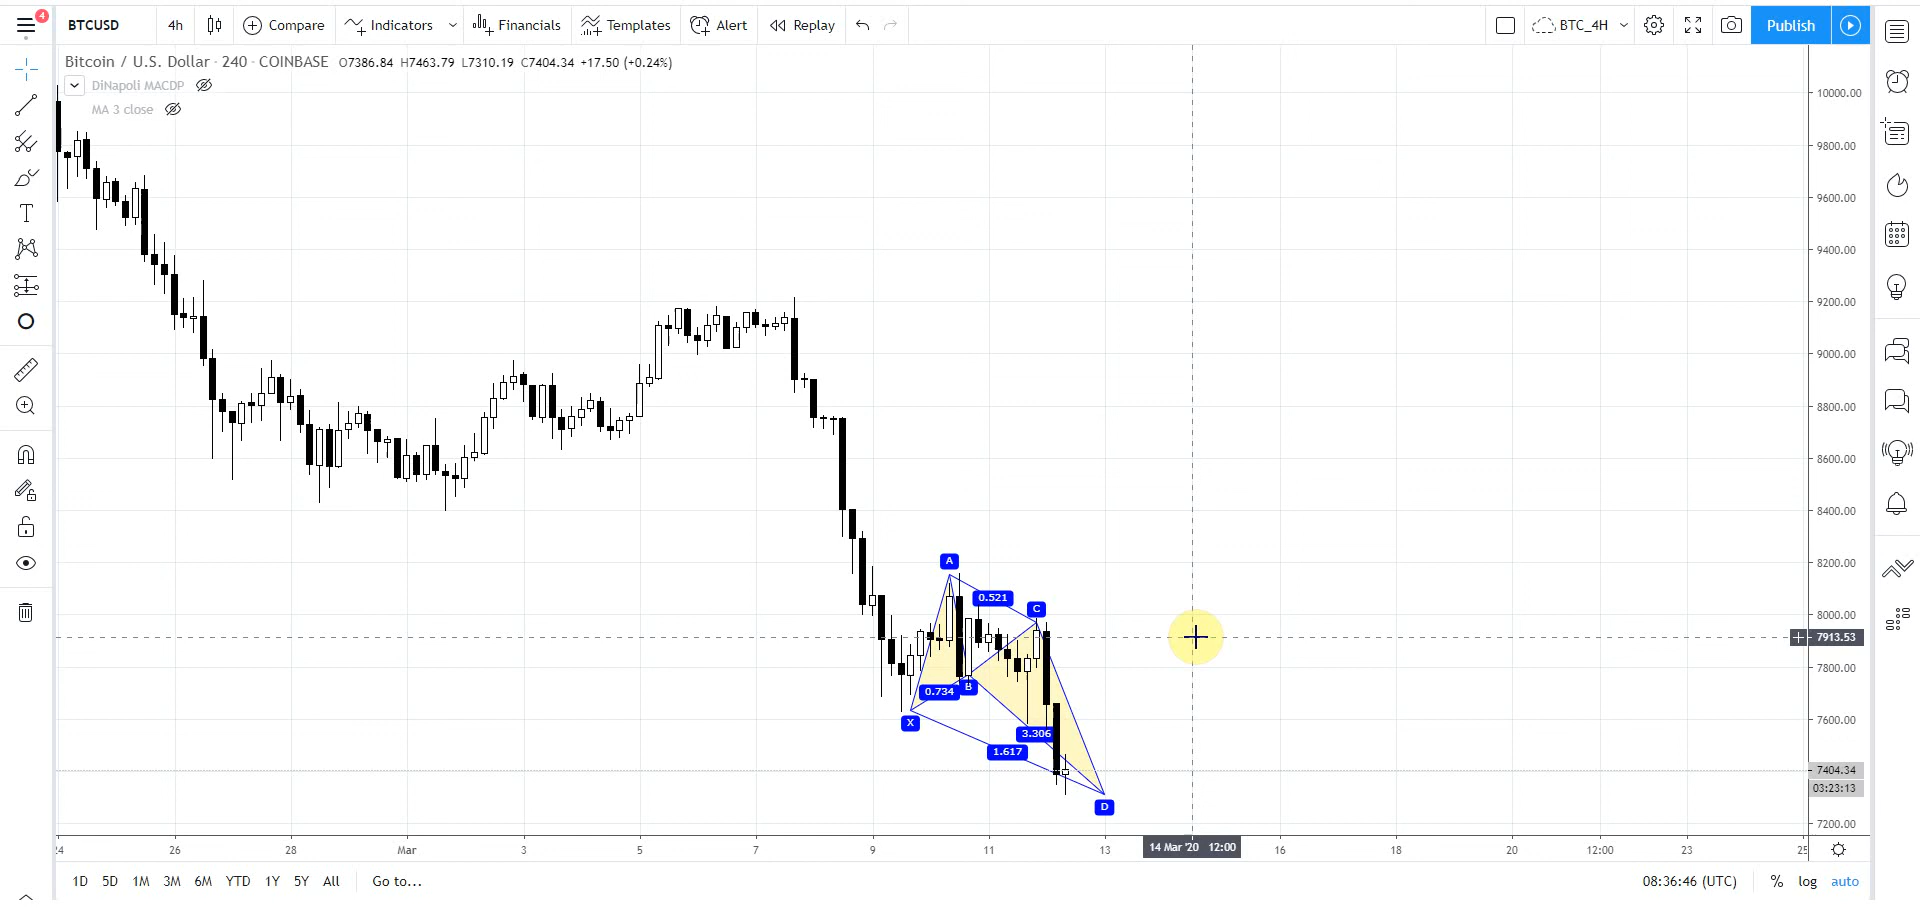 4
BTCUSD 4h Compare Indicators Financials Templates Alert Replay BTC_4H Publish
Bitcoin / U.S. Dollar · 240 · COINBASE O7386.84 H7463.79 L7310.19 C7404.34 +17.50 (+0.24%)
DiNapoli MACDP
MA 3 close
10000.00
9800.00
9600.00
9400.00
9200.00
9000.00
8800.00
8600.00
8400.00
8200.00
8000.00
7913.53
7800.00
7600.00
7404.34
03:23:13
7200.00
A
0.521
C
0.734
B
X
3.306
1.617
D
24 26 28 Mar 3 5 7 9 11 13 14 Mar '20 12:00 16 18 20 12:00 23 25
1D 5D 1M 3M 6M YTD 1Y 5Y All Go to... 08:36:46 (UTC) % log auto